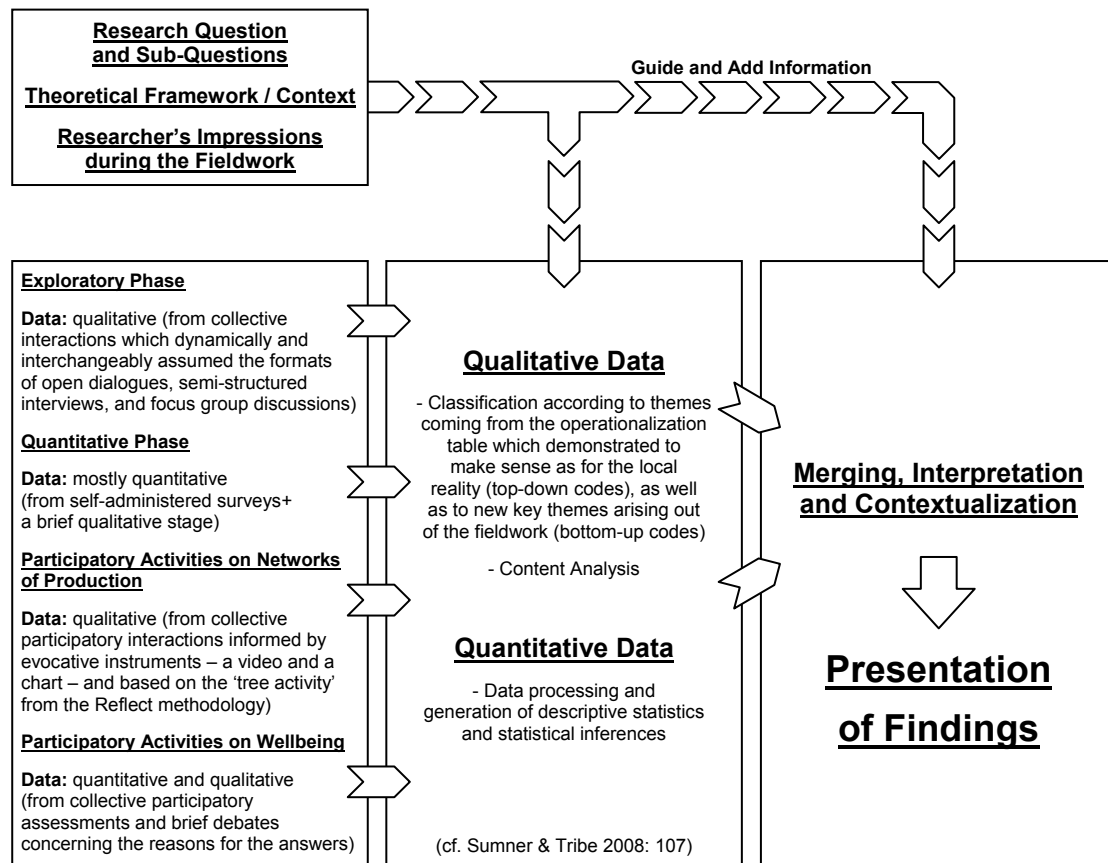 Research Question
and Sub-Questions
Theoretical Framework / Context
Researcher's Impressions
during the Fieldwork
Guide and Add Information
Exploratory Phase
Data: qualitative (from collective
interactions which dynamically and
interchangeably assumed the formats
of open dialogues, semi-structured
interviews, and focus group discussions)
Quantitative Phase
Data: mostly quantitative
(from self-administered surveys+
a brief qualitative stage)
Participatory Activities on Networks
of Production
Data: qualitative (from collective
participatory interactions informed by
evocative instruments – a video and a
chart – and based on the 'tree activity'
from the Reflect methodology)
Participatory Activities on Wellbeing
Data: quantitative and qualitative
(from collective participatory
assessments and brief debates
concerning the reasons for the answers)
Qualitative Data
- Classification according to themes
coming from the operationalization
table which demonstrated to
make sense as for the local
reality (top-down codes), as well
as to new key themes arising out
of the fieldwork (bottom-up codes)
- Content Analysis
Quantitative Data
- Data processing and
generation of descriptive statistics
and statistical inferences
(cf. Sumner & Tribe 2008: 107)
Merging, Interpretation
and Contextualization
Presentation
of Findings